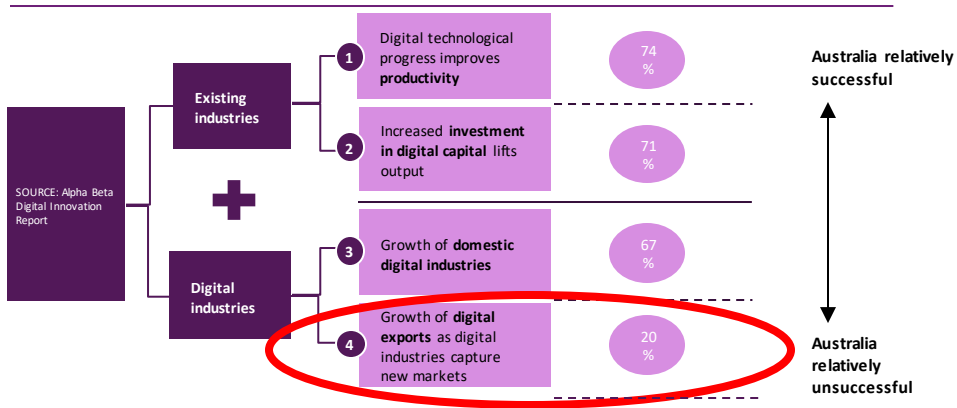 SOURCE: Alpha Beta
Digital Innovation
Report
Existing
industries
Digital
industries
1
Digital technological
progress improves
productivity
74
%
2
Increased investment
in digital capital lifts
output
71
%
3
Growth of domestic
digital industries
67
%
4
Growth of digital
exports as digital
industries capture
new markets
20
%
Australia relatively
successful
Australia
relatively
unsuccessful